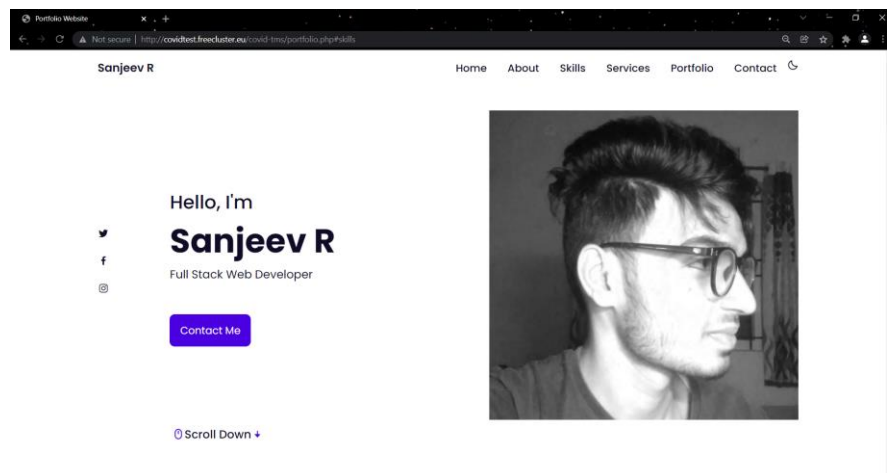 Portfolio Website
Not secure | http://covidtest.freecluster.eu/covid-tms/portfolio.php#skills
Sanjeev R
Home About Skills Services Portfolio Contact
Hello, I'm
Sanjeev R
Full Stack Web Developer
Contact Me
Scroll Down